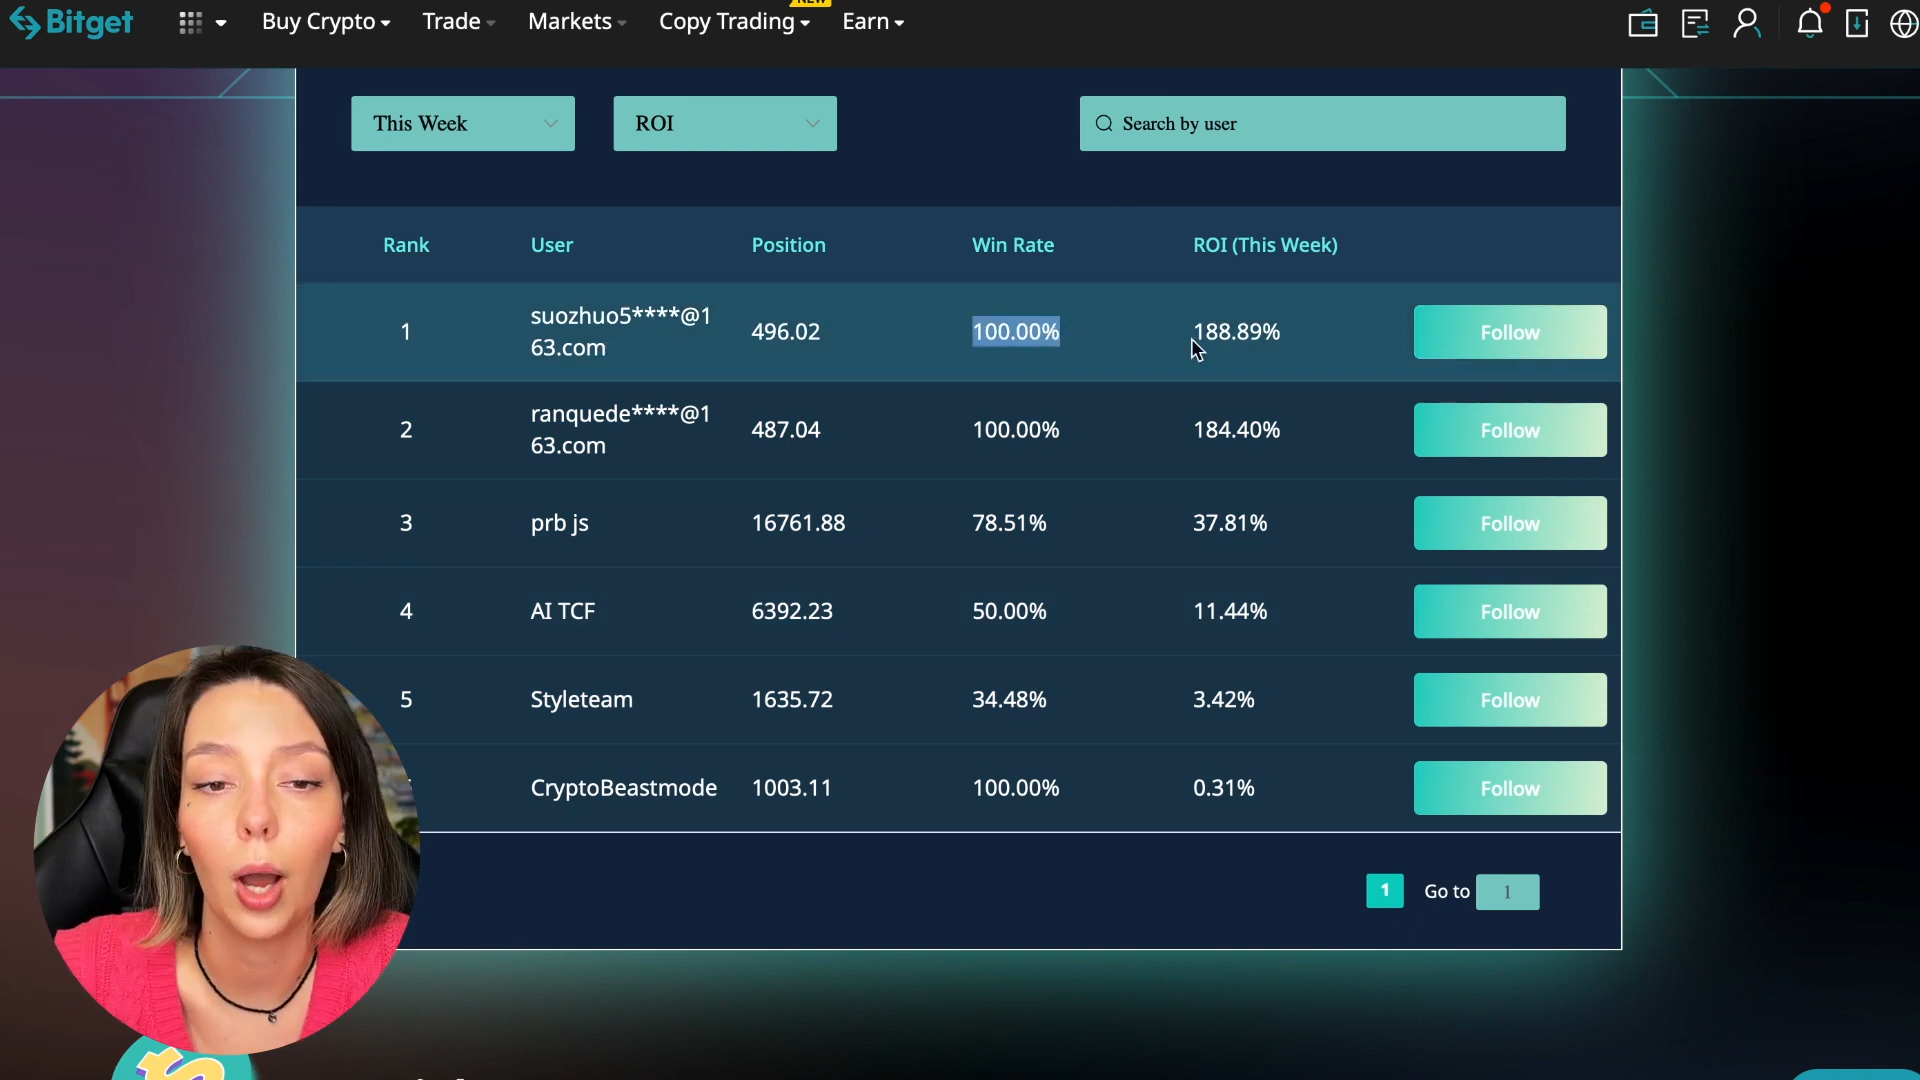 Bitget
Buy Crypto
Trade
Markets
Copy Trading
NEW
Earn
This Week
ROI
Search by user
Rank User Position Win Rate ROI (This Week)
1 suozhuo5****@1 496.02 100.00% 188.89% Follow
63.com
2 ranquede****@1 487.04 100.00% 184.40% Follow
63.com
3 prb js 16761.88 78.51% 37.81% Follow
4 AI TCF 6392.23 50.00% 11.44% Follow
5 Styleteam 1635.72 34.48% 3.42% Follow
CryptoBeastmode 1003.11 100.00% 0.31% Follow
1 Go to 1